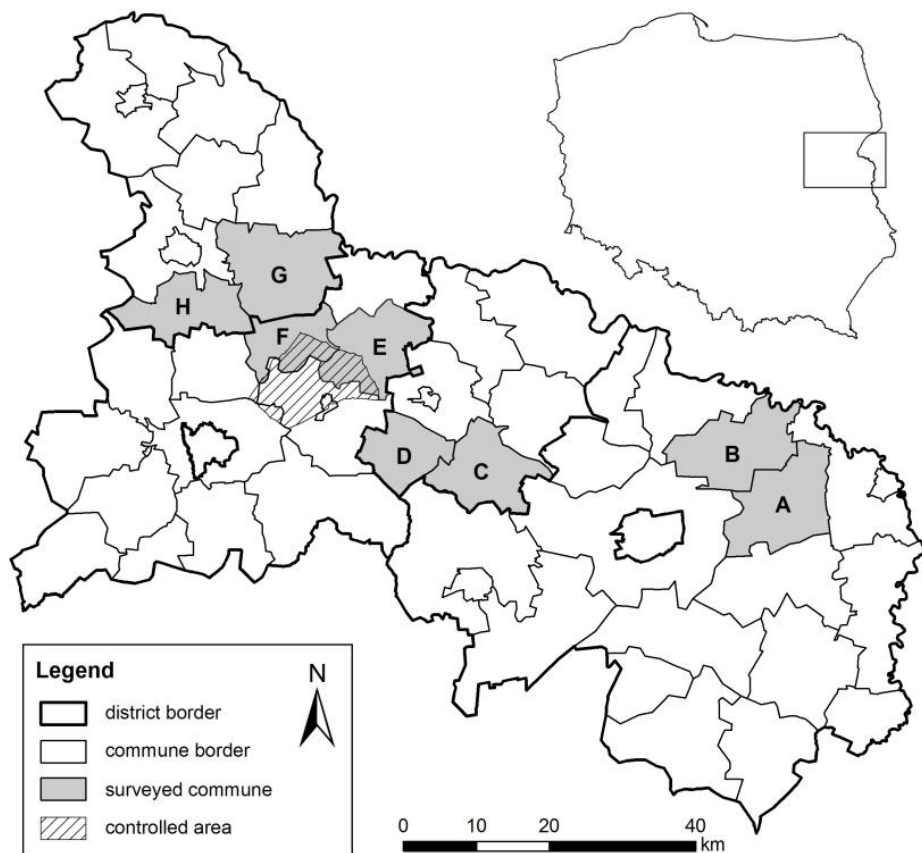 G
H
F
E
D
C
B
A
Legend
N
district border
commune border
surveyed commune
controlled area
0 10 20 40
km